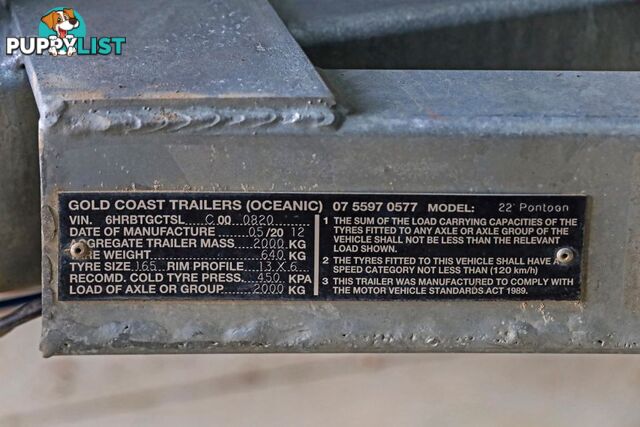 PUPPYLIST
GOLD COAST TRAILERS (OCEANIC) 07 5597 0577 MODEL: 22' Pontoon
VIN. 6HRBTGCTSL C 00 0820
DATE OF MANUFACTURE 05/20 12
AGGREGATE TRAILER MASS 2000 KG
WEIGHT 640 KG
TYRE SIZE 165 RIM PROFILE 13 X 6
RECOMD. COLD TYRE PRESS. 450 KPA
LOAD OF AXLE OR GROUP 2000 KG
1 THE SUM OF THE LOAD CARRYING CAPACITIES OF THE
TYRES FITTED TO ANY AXLE OR AXLE GROUP OF THE
VEHICLE SHALL NOT BE LESS THAN THE RELEVANT
LOAD SHOWN.
2 THE TYRES FITTED TO THIS VEHICLE SHALL HAVE
SPEED CATEGORY NOT LESS THAN (120 km/h)
3 THIS TRAILER WAS MANUFACTURED TO COMPLY WITH
THE MOTOR VEHICLE STANDARDS ACT 1989.